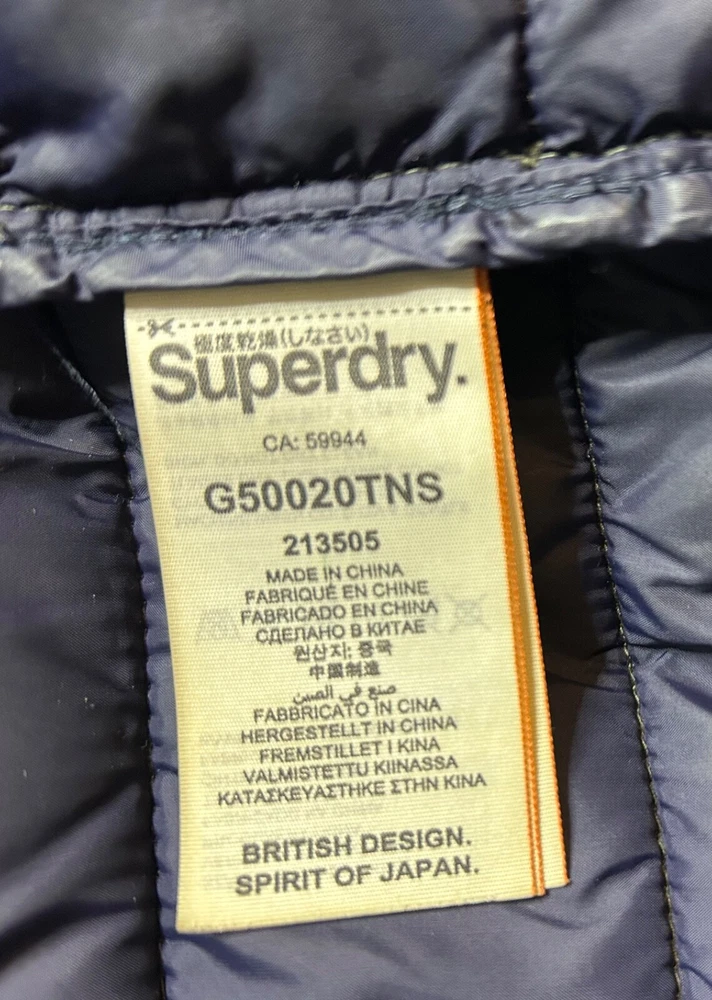 極度乾燥(しなさい)
Superdry.
CA: 59944
G50020TNS
213505
MADE IN CHINA
FABRIQUÉ EN CHINE
FABRICADO EN CHINA
СДЕЛАНО В КИТАЕ
원산지: 중국
中国制造
صنع في الصين
FABBRICATO IN CINA
HERGESTELLT IN CHINA
FREMSTILLET I KINA
VALMISTETTU KIINASSA
ΚΑΤΑΣΚΕΥΑΣΤΗΚΕ ΣΤΗΝ ΚΙΝΑ
BRITISH DESIGN.
SPIRIT OF JAPAN.